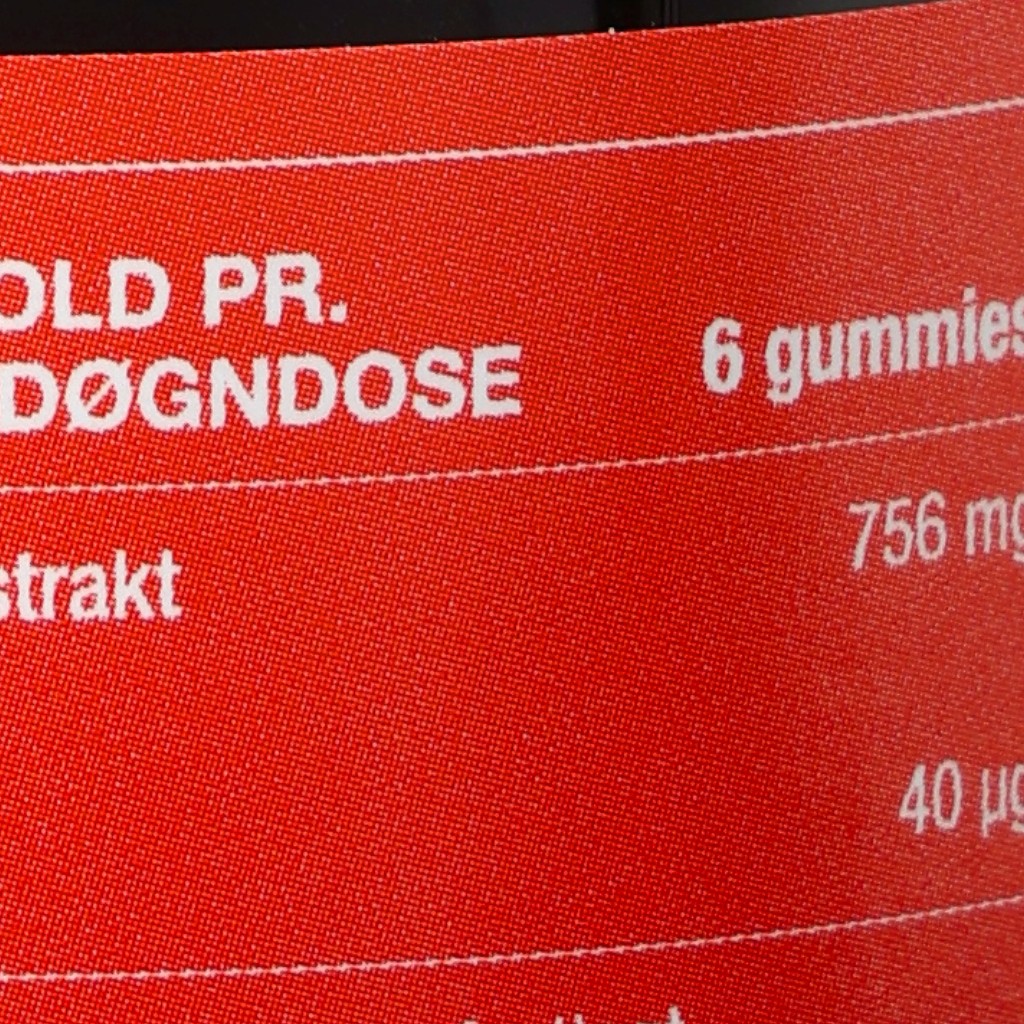 OLD PR.
DØGNDOSE
6 gummies
strakt
756 mg
40 µg